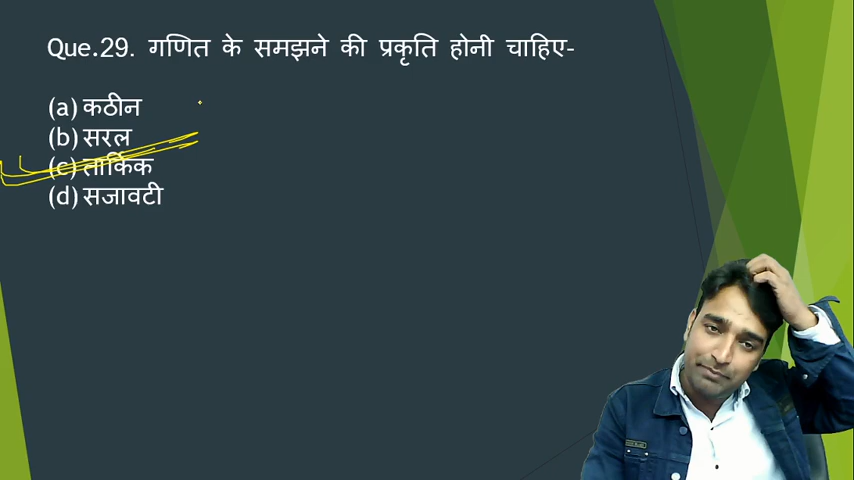 Que.29. गणित के समझने की प्रकृति होनी चाहिए-
(a) कठीन
(b) सरल
(c) तार्किक
(d) सजावटी